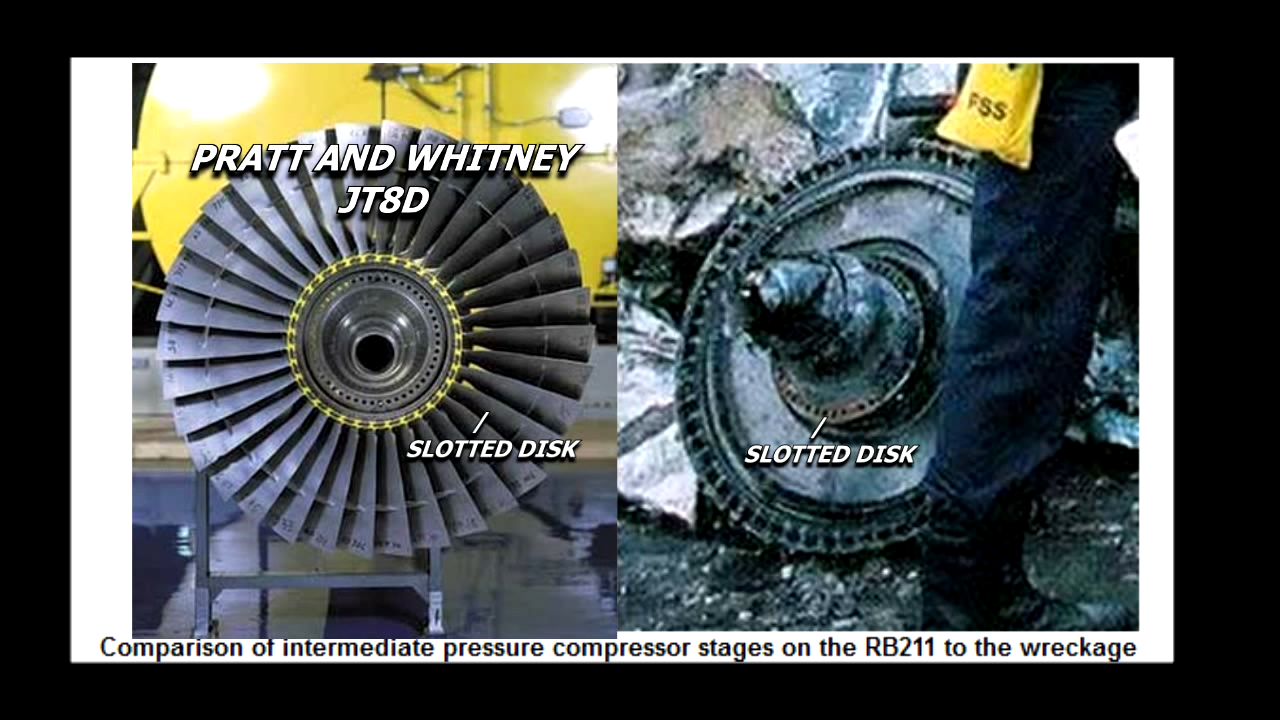 PRATT AND WHITNEY
JT8D
FSS
SLOTTED DISK
SLOTTED DISK
Comparison of intermediate pressure compressor stages on the RB211 to the wreckage